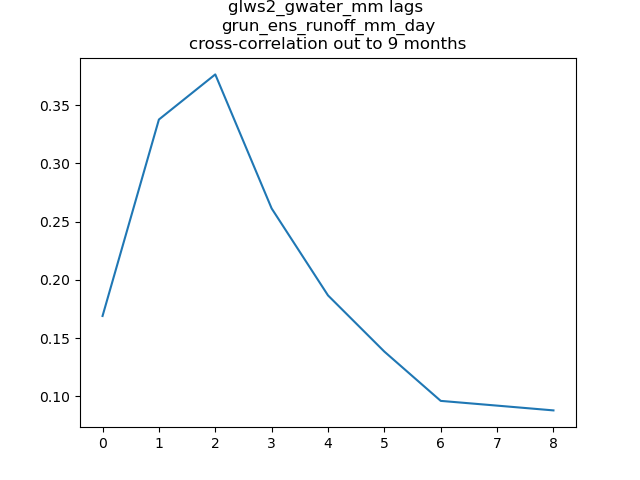 glws2_gwater_mm lags
grun_ens_runoff_mm_day
cross-correlation out to 9 months
0.35
0.30
0.25
0.20
0.15
0.10
0 1 2 3 4 5 6 7 8